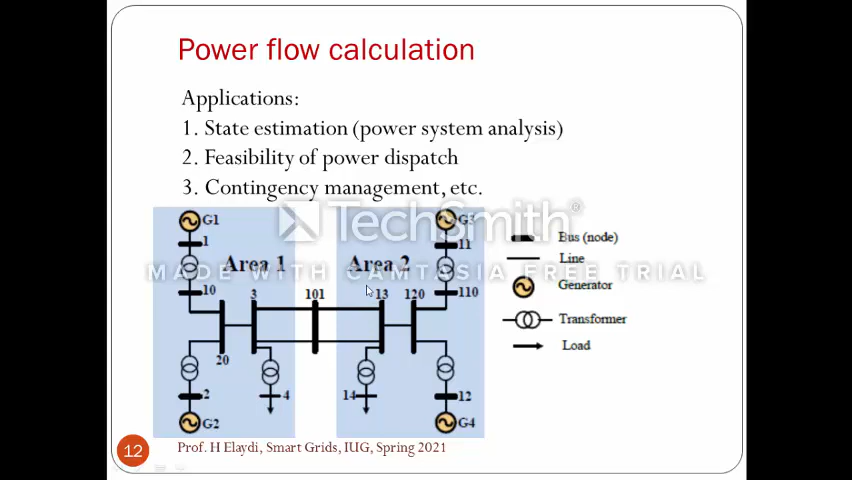 Power flow calculation
Applications:
1. State estimation (power system analysis)
2. Feasibility of power dispatch
3. Contingency management, etc.
TechSmith®
MADE WITH CAMTASIA FREE TRIAL
G1
1
Area 1
10
3
101
20
2
G2
4
G3
11
Area 2
13
120
110
14
12
G4
Bus (node)
Line
Generator
Transformer
Load
12
Prof. H Elaydi, Smart Grids, IUG, Spring 2021